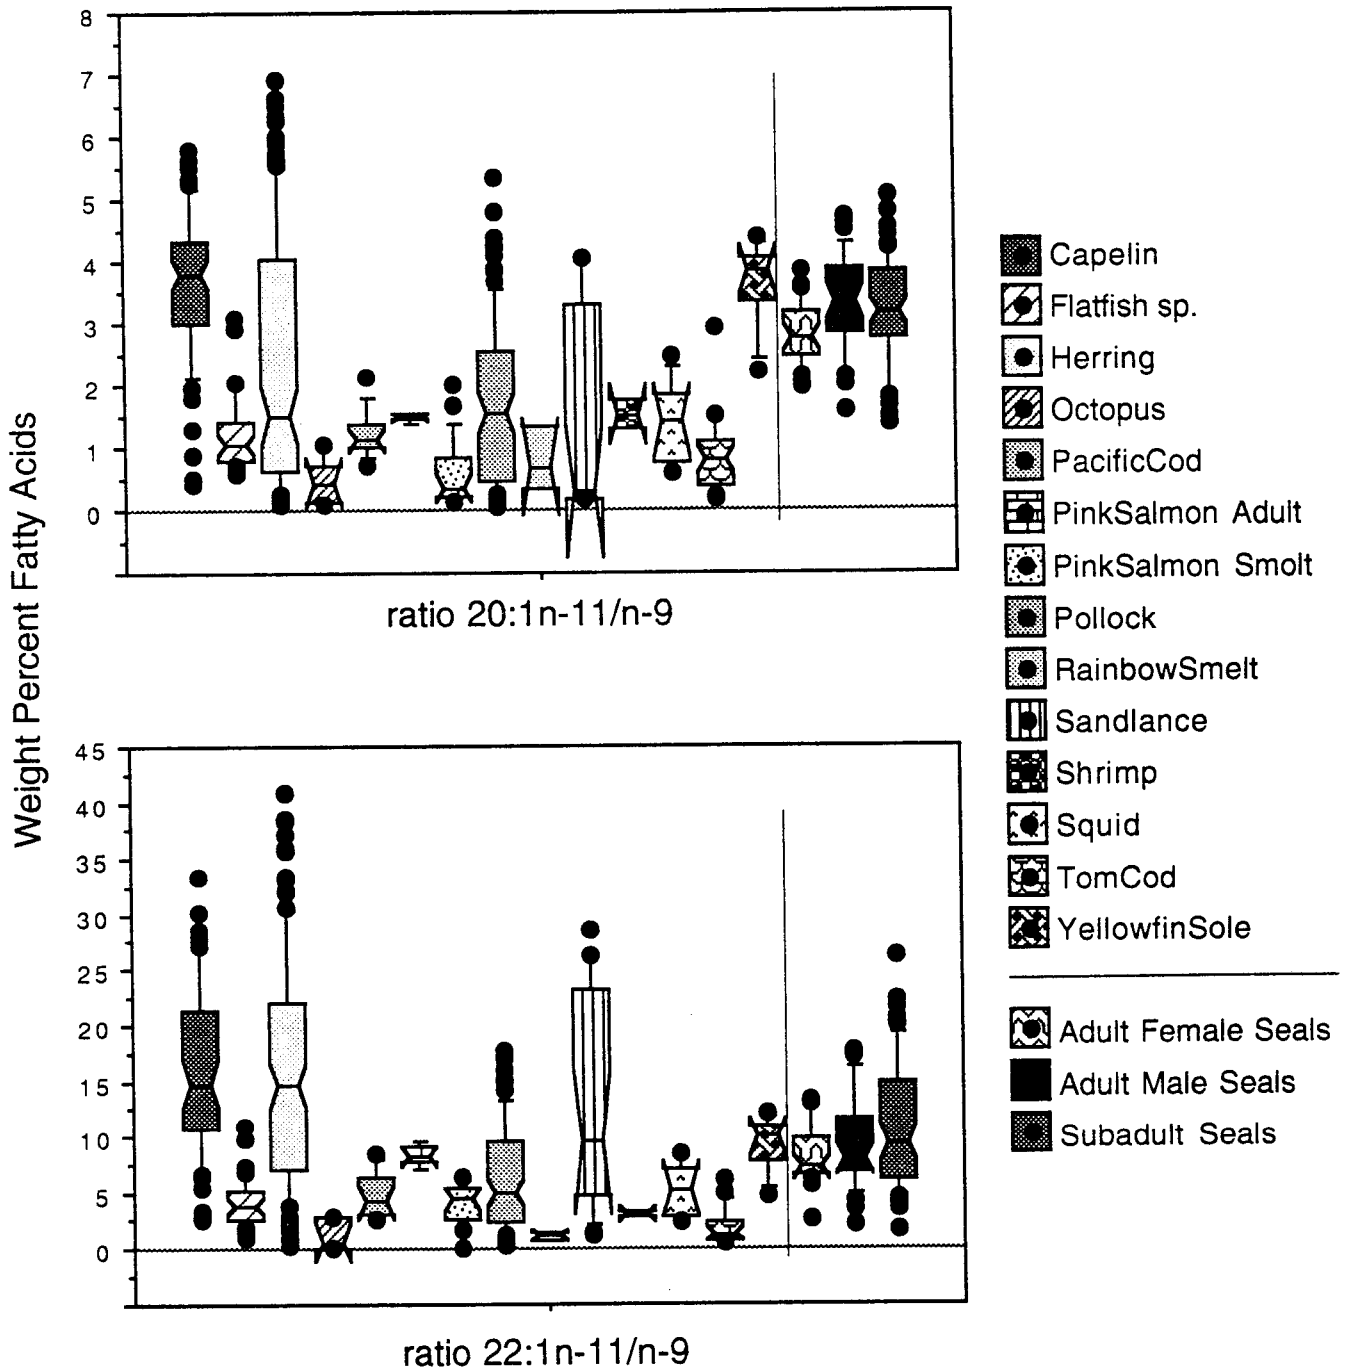 Weight Percent Fatty Acids
8
7
6
5
4
3
2
1
0
ratio 20:1n-11/n-9
45
40
35
30
25
20
15
10
5
0
ratio 22:1n-11/n-9
Capelin
Flatfish sp.
Herring
Octopus
PacificCod
PinkSalmon Adult
PinkSalmon Smolt
Pollock
RainbowSmelt
Sandlance
Shrimp
Squid
TomCod
YellowfinSole
Adult Female Seals
Adult Male Seals
Subadult Seals